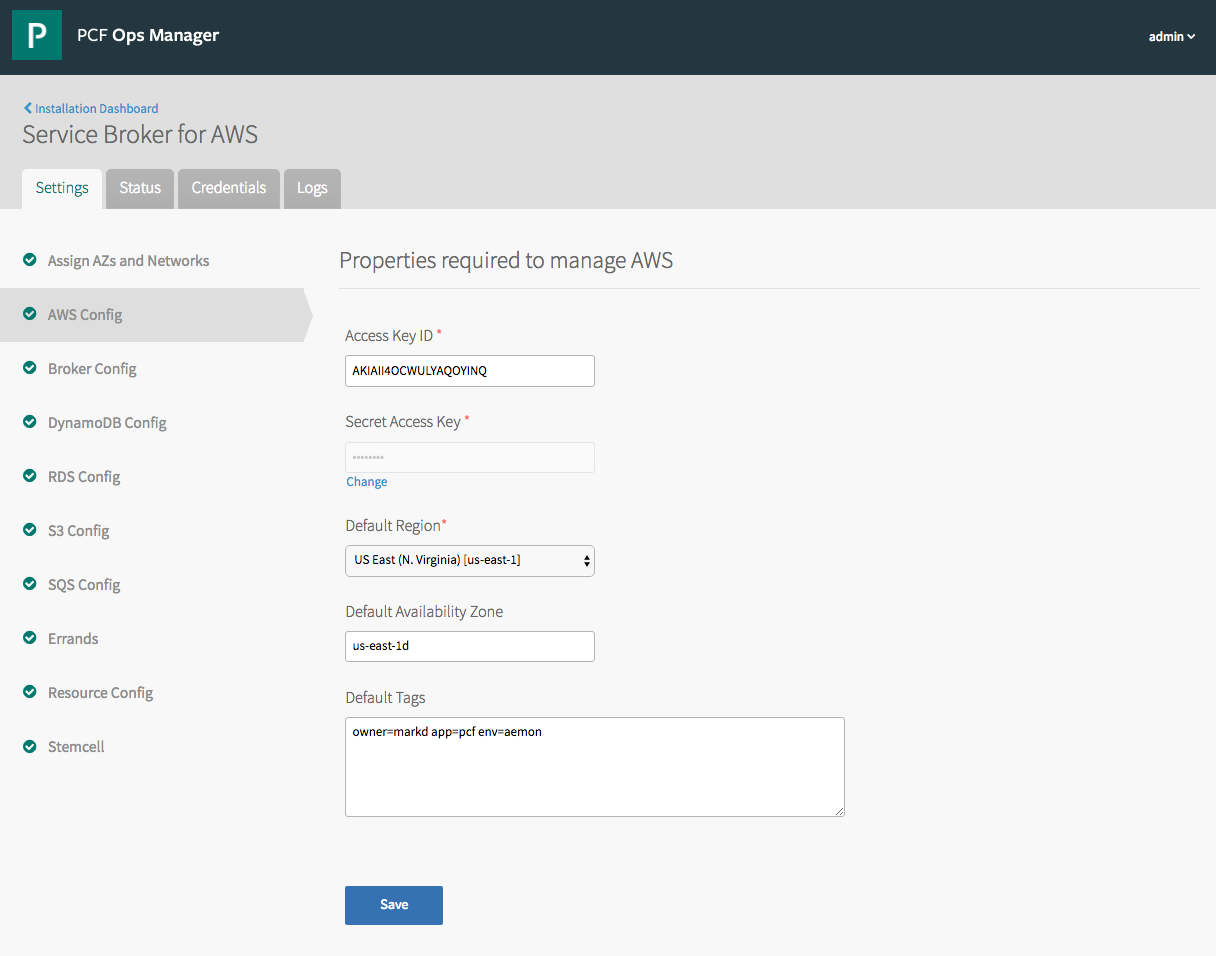 P
PCF Ops Manager
admin
Installation Dashboard
Service Broker for AWS
Settings
Status
Credentials
Logs
Assign AZs and Networks
AWS Config
Broker Config
DynamoDB Config
RDS Config
S3 Config
SQS Config
Errands
Resource Config
Stemcell
Properties required to manage AWS
Access Key ID *
AKIAII4OCWULYAQOYINQ
Secret Access Key *
••••••••
Change
Default Region*
US East (N. Virginia) [us-east-1]
Default Availability Zone
us-east-1d
Default Tags
owner=markd app=pcf env=aemon
Save